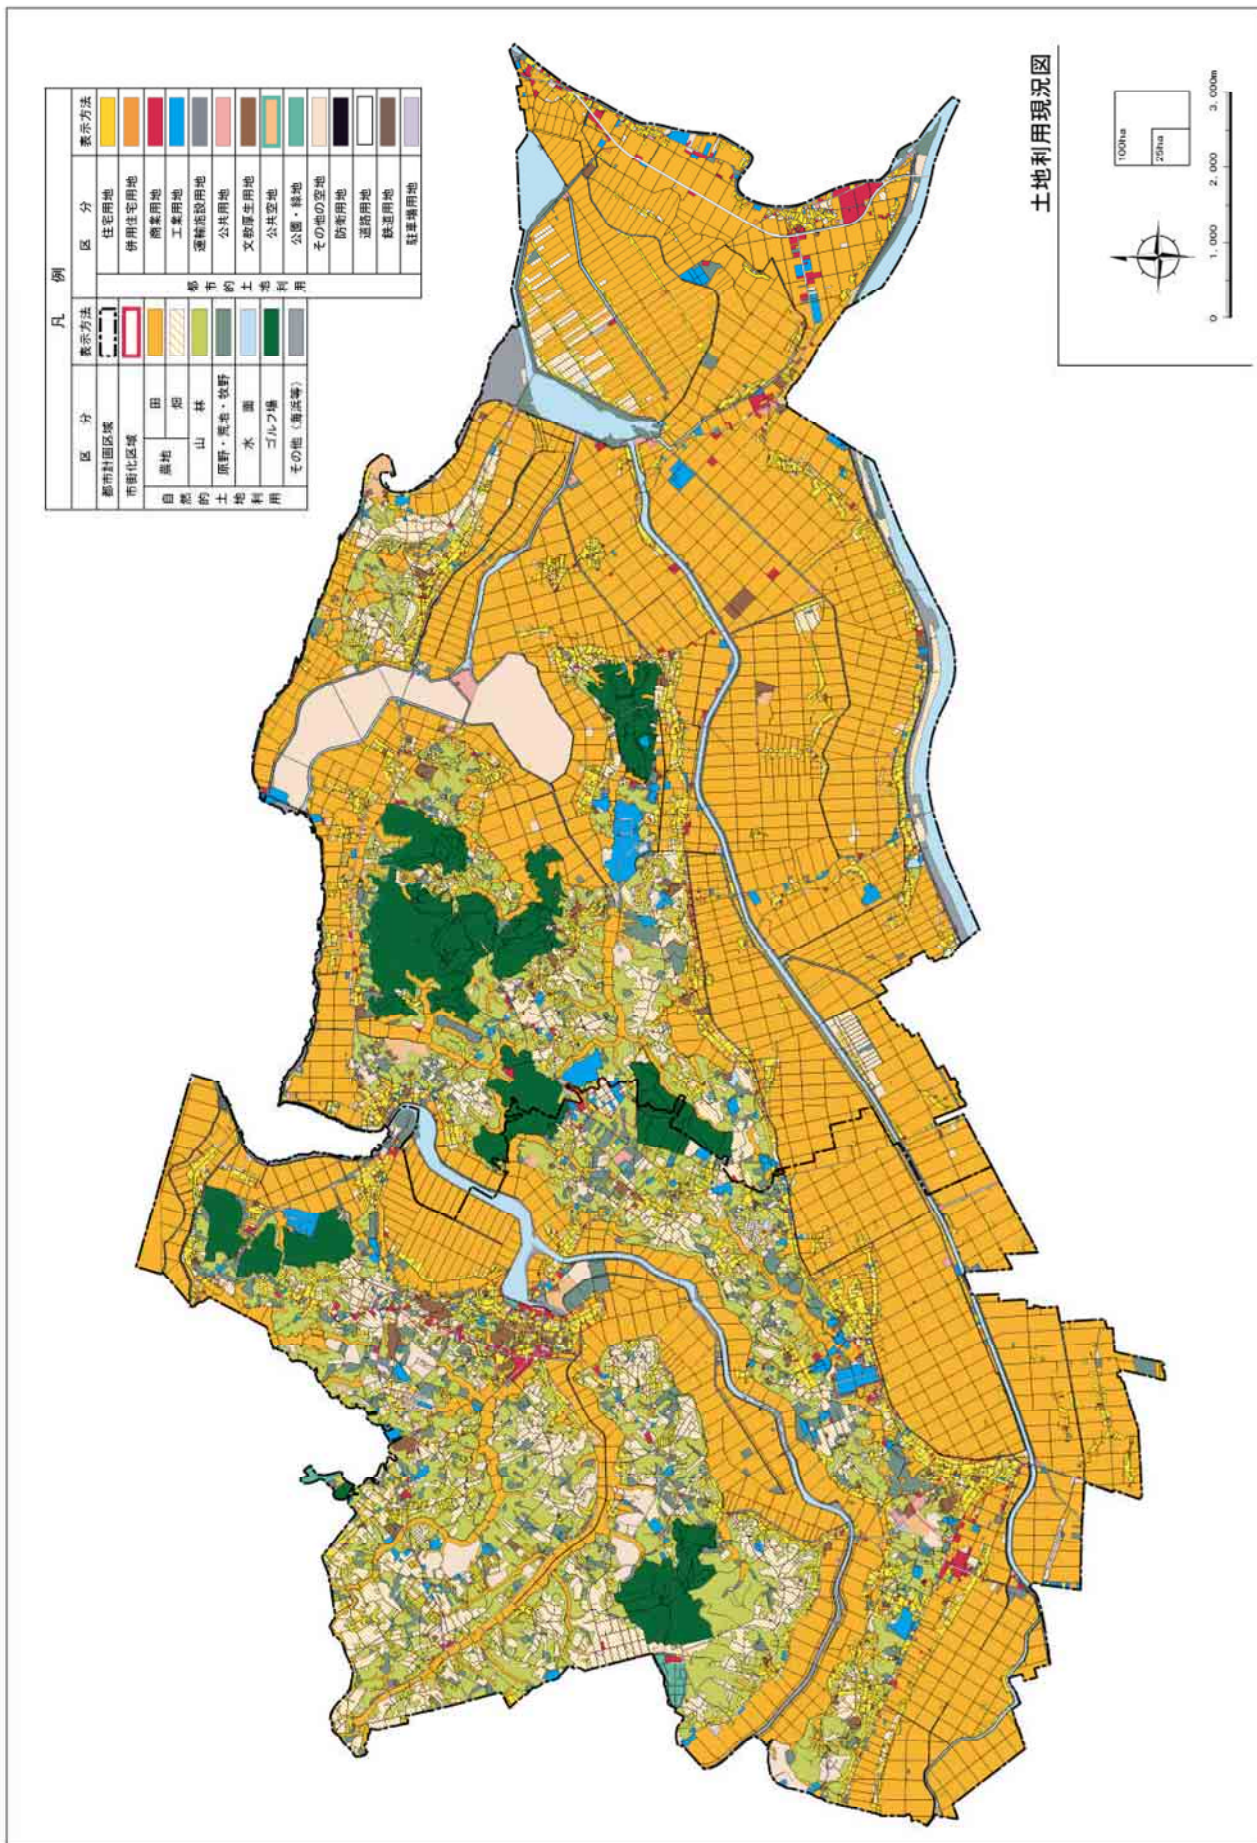 土地利用現況図
凡 例
区 分
表示方法
区 分
表示方法
都市計画区域
市街化区域
自然的土地利用
農地
田
畑
山 林
原野・荒地・牧野
水 面
ゴルフ場
その他（海浜等）
都市的土地利用
住宅用地
併用住宅用地
商業用地
工業用地
運輸施設用地
公共用地
文教厚生用地
公共空地
公園・緑地
その他の空地
防衛用地
道路用地
鉄道用地
駐車場用地
100ha
25ha
0 1,000 2,000 3,000m